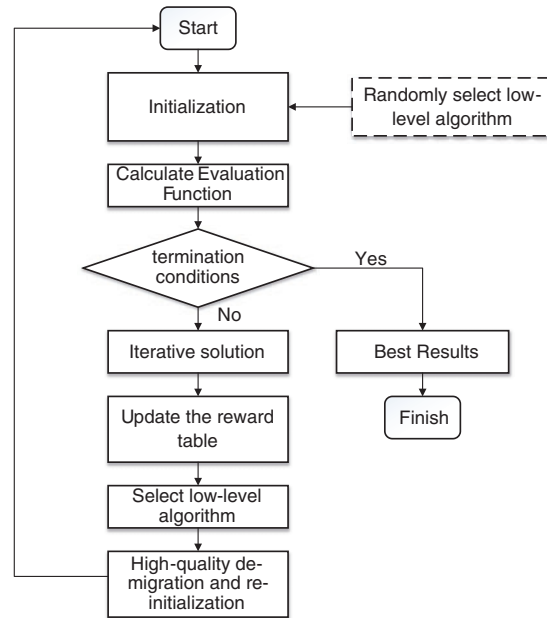 Start
Initialization
Randomly select low-
level algorithm
Calculate Evaluation
Function
termination
conditions
Yes
No
Iterative solution
Best Results
Update the reward
table
Finish
Select low-level
algorithm
High-quality de-
migration and re-
initialization